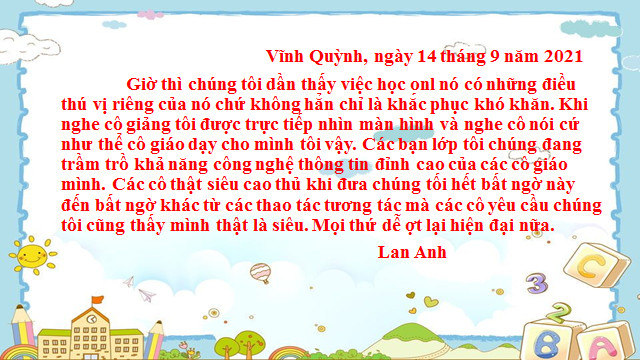 Vĩnh Quỳnh, ngày 14 tháng 9 năm 2021
Giờ thì chúng tôi dần thấy việc học onl nó có những điều
thú vị riêng của nó chứ không hẳn chỉ là khắc phục khó khăn. Khi
nghe cô giảng tôi được trực tiếp nhìn màn hình và nghe cô nói cứ
như thể cô giáo dạy cho mình tôi vậy. Các bạn lớp tôi chúng đang
trầm trồ khả năng công nghệ thông tin đỉnh cao của các cô giáo
mình. Các cô thật siêu cao thủ khi đưa chúng tối hết bất ngờ này
đến bất ngờ khác từ các thao tác tương tác mà các cô yêu cầu chúng
tôi cũng thấy mình thật là siêu. Mọi thứ dễ ợt lại hiện đại nữa.
Lan Anh
C
3
2
B
A